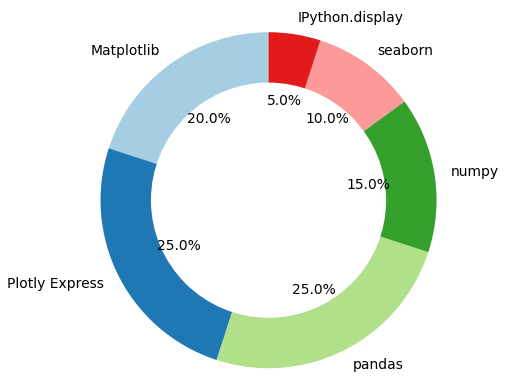 IPython.display
Matplotlib
seaborn
5.0%
20.0%
10.0%
numpy
15.0%
25.0%
Plotly Express
25.0%
pandas